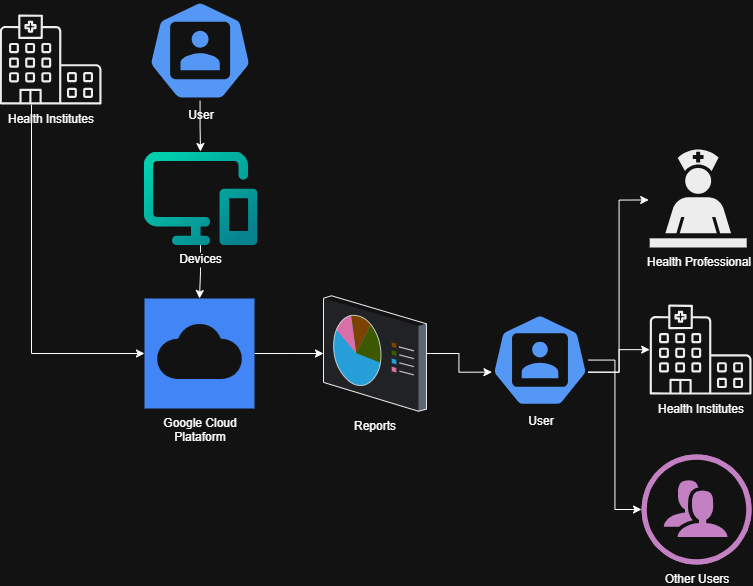 Health Institutes
User
Devices
Google Cloud
Plataform
Reports
User
Health Professional
Health Institutes
Other Users